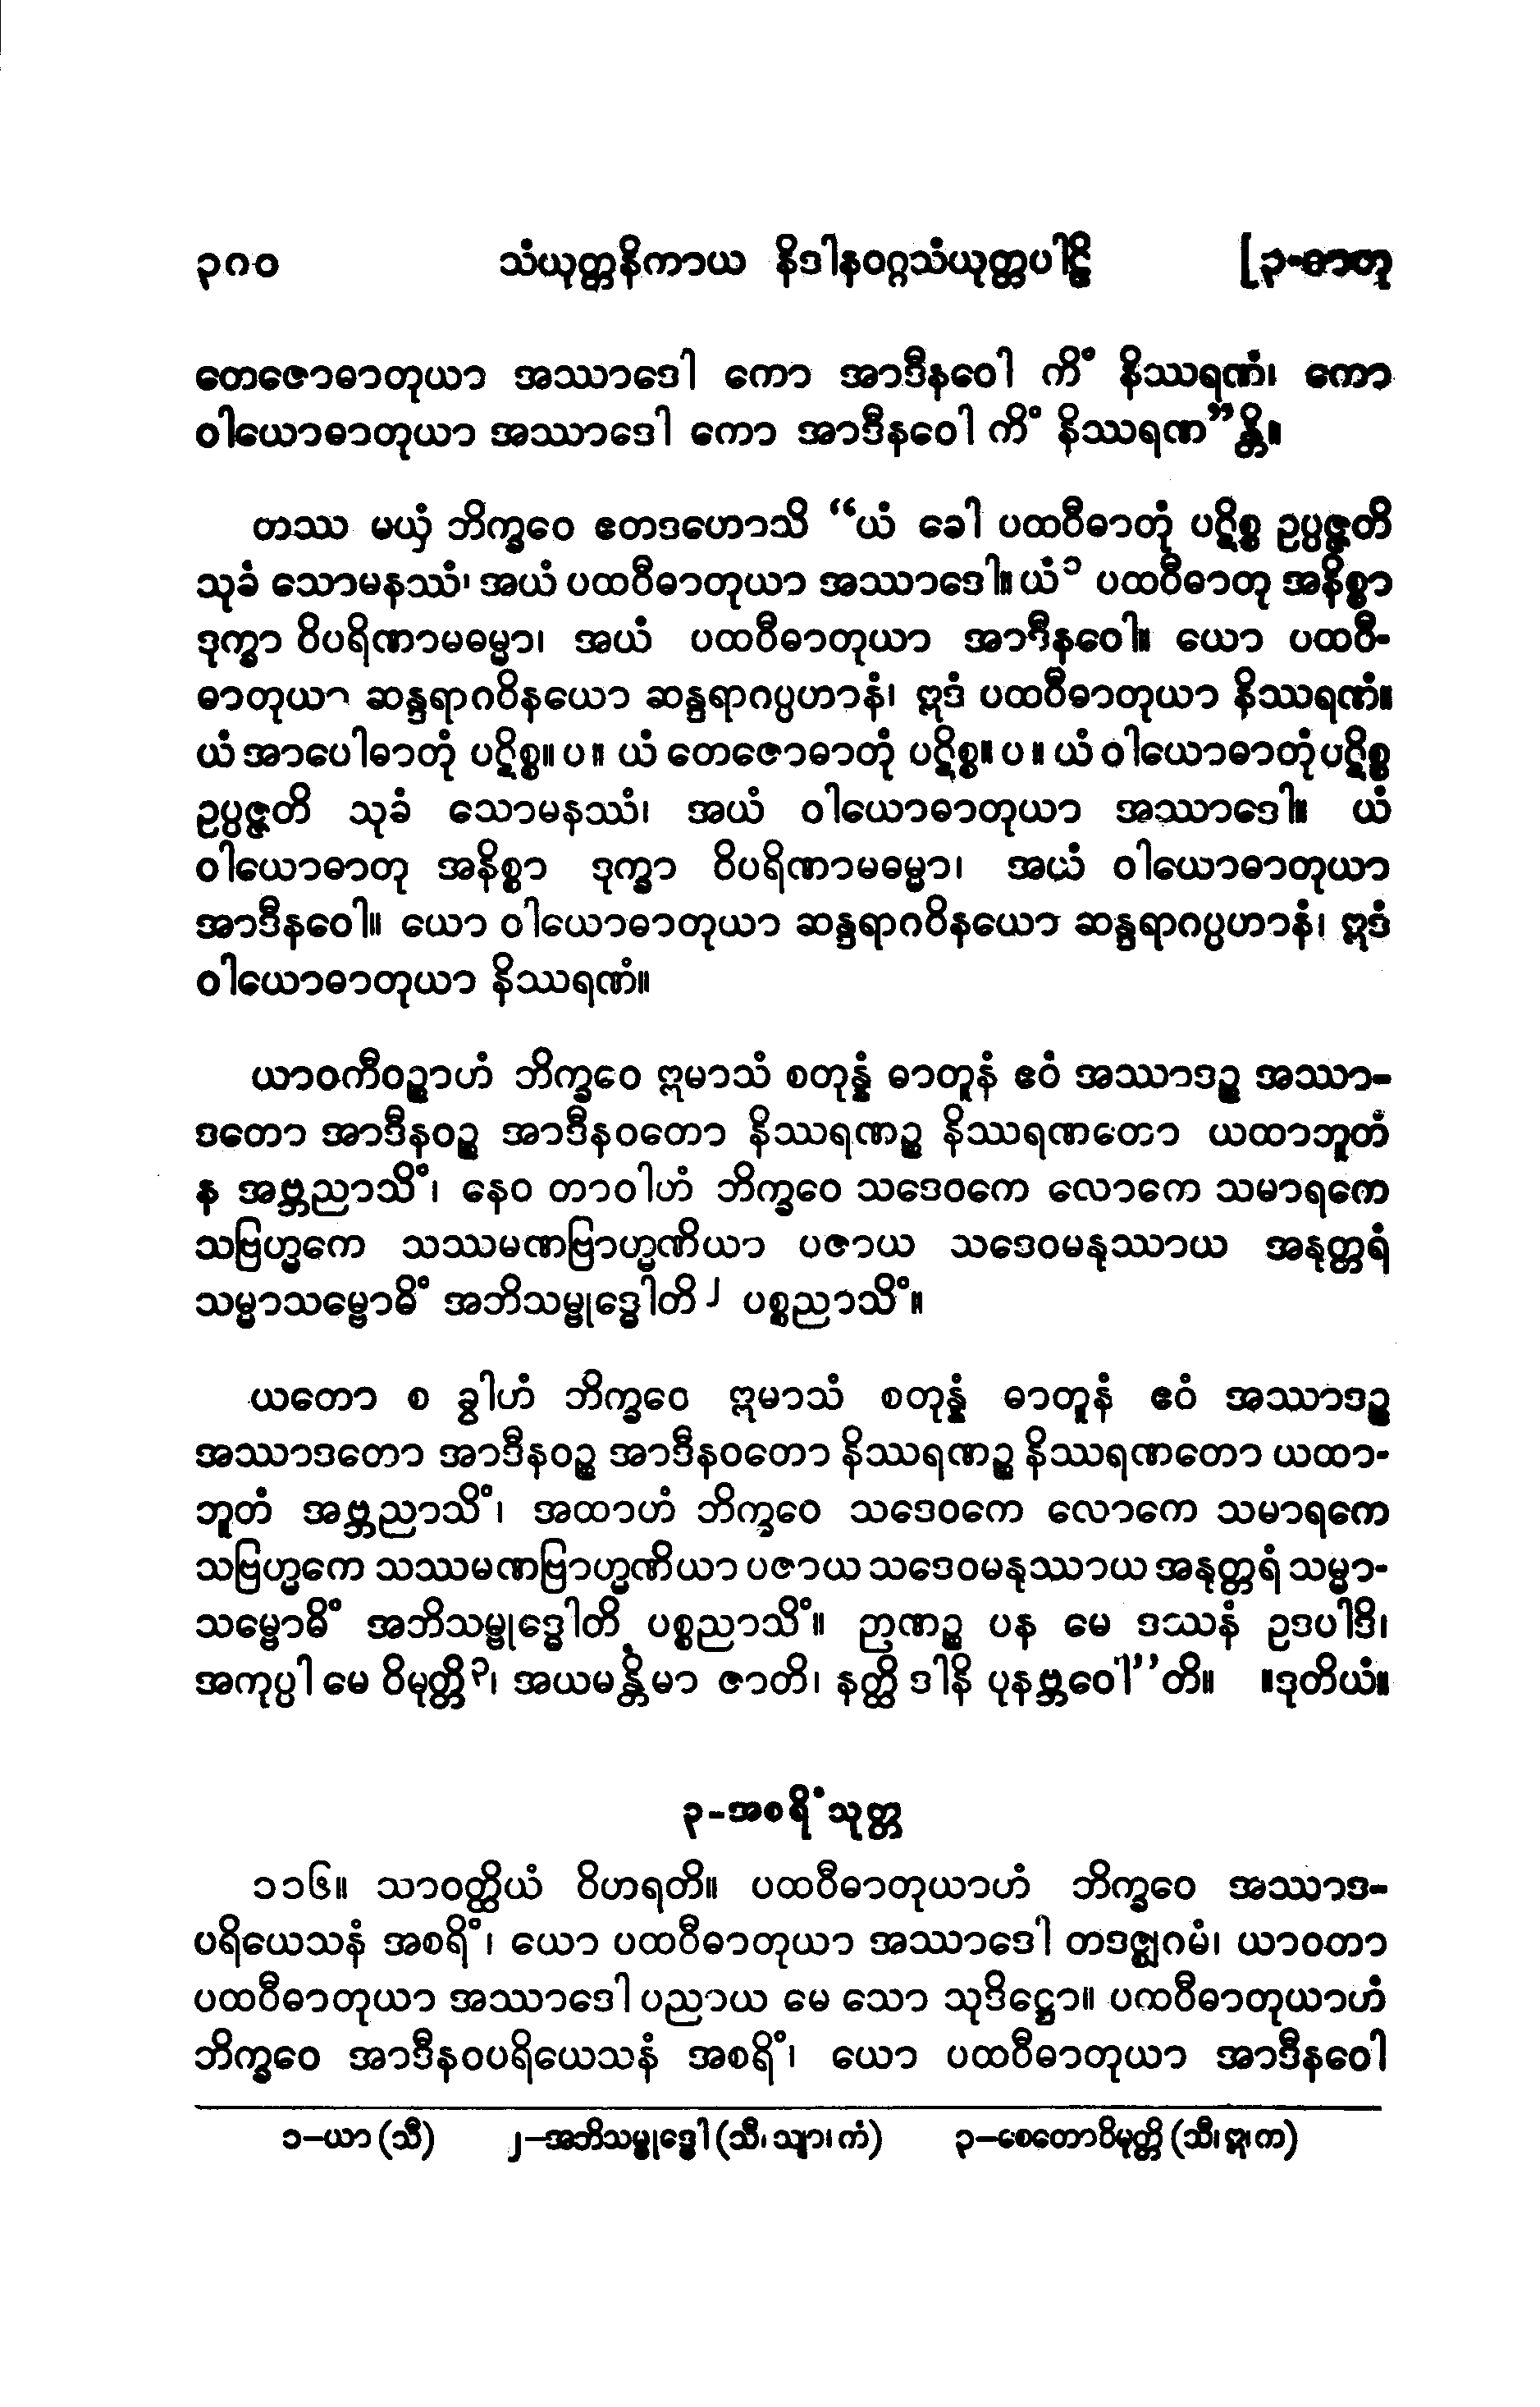 ၃၈၀ သံယုတ္တနိကာယ နိဒါနဝဂ္ဂသံယုတ္တပါဠိ [၃-ဓာတု
တေဇောဓာတုယာ အဿာဒေါ ကော အာဒီနဝေါ ကိံ နိဿရဏံ၊ ကော
ဝါယောဓာတုယာ အဿာဒေါ ကော အာဒီနဝေါ ကိံ နိဿရဏ”န္တိ။
တဿ မယှံ ဘိက္ခဝေ ဧတဒဟောသိ “ယံ ခေါ ပထဝီဓာတုံ ပဋိစ္စ ဥပ္ပဇ္ဇတိ
သုခံ သောမနဿံ၊ အယံ ပထဝီဓာတုယာ အဿာဒေါ။ ယံ၁ ပထဝီဓာတု အနိစ္စာ
ဒုက္ခာ ဝိပရိဏာမဓမ္မာ၊ အယံ ပထဝီဓာတုယာ အာဒီနဝေါ။ ယော ပထဝီ-
ဓာတုယာ ဆန္ဒရာဂဝိနယော ဆန္ဒရာဂပ္ပဟာနံ၊ ဣဒံ ပထဝီဓာတုယာ နိဿရဏံ။
ယံ အာပေါဓာတုံ ပဋိစ္စ။ ပ ။ ယံ တေဇောဓာတုံ ပဋိစ္စ။ ပ ။ ယံ ဝါယောဓာတုံ ပဋိစ္စ
ဥပ္ပဇ္ဇတိ သုခံ သောမနဿံ၊ အယံ ဝါယောဓာတုယာ အဿာဒေါ။ ယံ
ဝါယောဓာတု အနိစ္စာ ဒုက္ခာ ဝိပရိဏာမဓမ္မာ၊ အယံ ဝါယောဓာတုယာ
အာဒီနဝေါ။ ယော ဝါယောဓာတုယာ ဆန္ဒရာဂဝိနယော ဆန္ဒရာဂပ္ပဟာနံ၊ ဣဒံ
ဝါယောဓာတုယာ နိဿရဏံ။
ယာဝကီဝဉ္စာဟံ ဘိက္ခဝေ ဣမာသံ စတုန္နံ ဓာတူနံ ဧဝံ အဿာဒဉ္စ အဿာ-
ဒတော အာဒီနဝဉ္စ အာဒီနဝတော နိဿရဏဉ္စ နိဿရဏတော ယထာဘူတံ
န အဗ္ဘညာသိံ၊ နေဝ တာဝါဟံ ဘိက္ခဝေ သဒေဝကေ လောကေ သမာရကေ
သဗြဟ္မကေ သဿမဏဗြာဟ္မဏိယာ ပဇာယ သဒေဝမနုဿာယ အနုတ္တရံ
သမ္မာသမ္ဗောဓိံ အဘိသမ္ဗုဒ္ဓေါတိ၂ ပစ္စညာသိံ။
ယတော စ ခွါဟံ ဘိက္ခဝေ ဣမာသံ စတုန္နံ ဓာတူနံ ဧဝံ အဿာဒဉ္စ
အဿာဒတော အာဒီနဝဉ္စ အာဒီနဝတော နိဿရဏဉ္စ နိဿရဏတော ယထာ-
ဘူတံ အဗ္ဘညာသိံ၊ အထာဟံ ဘိက္ခဝေ သဒေဝကေ လောကေ သမာရကေ
သဗြဟ္မကေ သဿမဏဗြာဟ္မဏိယာ ပဇာယ သဒေဝမနုဿာယ အနုတ္တရံ သမ္မာ-
သမ္ဗောဓိံ အဘိသမ္ဗုဒ္ဓေါတိ ပစ္စညာသိံ။ ဉာဏဉ္စ ပန မေ ဒဿနံ ဥဒပါဒိ၊
အကုပ္ပါ မေ ဝိမုတ္တိ၃၊ အယမန္တိမာ ဇာတိ၊ နတ္ထိ ဒါနိ ပုနဗ္ဘဝေါ”တိ။ ။ဒုတိယံ။
၃-အစရိံသုတ္တ
၁၁၆။ သာဝတ္ထိယံ ဝိဟရတိ။ ပထဝီဓာတုယာဟံ ဘိက္ခဝေ အဿာဒ-
ပရိယေသနံ အစရိံ၊ ယော ပထဝီဓာတုယာ အဿာဒေါ တဒဇ္ဈဂမံ၊ ယာဝတာ
ပထဝီဓာတုယာ အဿာဒေါ ပညာယ မေ သော သုဒိဋ္ဌော။ ပထဝီဓာတုယာဟံ
ဘိက္ခဝေ အာဒီနဝပရိယေသနံ အစရိံ၊ ယော ပထဝီဓာတုယာ အာဒီနဝေါ
၁–ယာ (သီ) ၂–အဘိသမ္ဗုဒ္ဓေါ (သီ၊ သျာ၊ ကံ) ၃–စေတောဝိမုတ္တိ (သီ၊ ဣ၊ က)